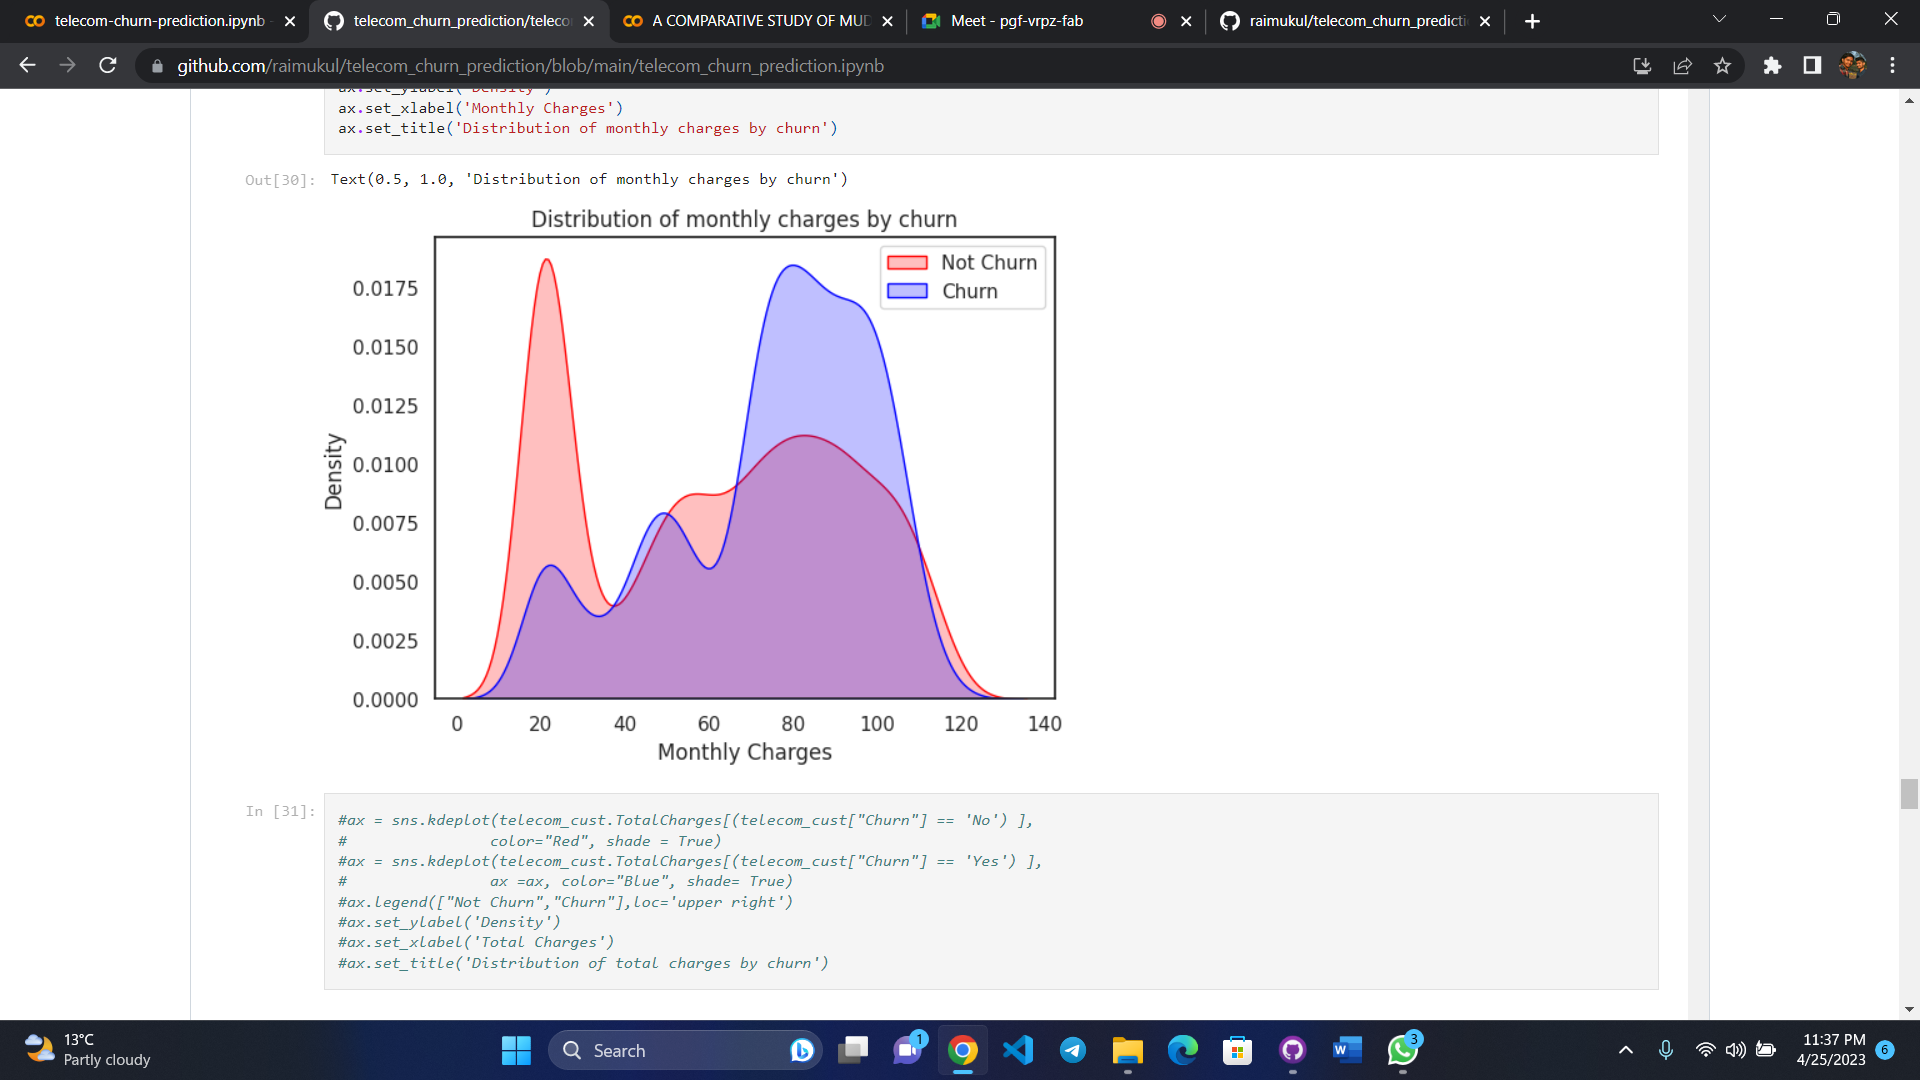 telecom-churn-prediction.ipynb
telecom_churn_prediction/teleco
A COMPARATIVE STUDY OF MUD
Meet - pgf-vrpz-fab
raimukul/telecom_churn_predicti
github.com/raimukul/telecom_churn_prediction/blob/main/telecom_churn_prediction.ipynb
ax.set_ylabel('Density')
ax.set_xlabel('Monthly Charges')
ax.set_title('Distribution of monthly charges by churn')
Out[30]: Text(0.5, 1.0, 'Distribution of monthly charges by churn')
Distribution of monthly charges by churn
Not Churn
Churn
0.0175
0.0150
0.0125
0.0100
0.0075
0.0050
0.0025
0.0000
Density
0 20 40 60 80 100 120 140
Monthly Charges
In [31]:
#ax = sns.kdeplot(telecom_cust.TotalCharges[(telecom_cust["Churn"] == 'No') ],
#                color="Red", shade = True)
#ax = sns.kdeplot(telecom_cust.TotalCharges[(telecom_cust["Churn"] == 'Yes') ],
#                ax =ax, color="Blue", shade= True)
#ax.legend(["Not Churn","Churn"],loc='upper right')
#ax.set_ylabel('Density')
#ax.set_xlabel('Total Charges')
#ax.set_title('Distribution of total charges by churn')
13°C
Partly cloudy
Search
1
3
11:37 PM
4/25/2023
6